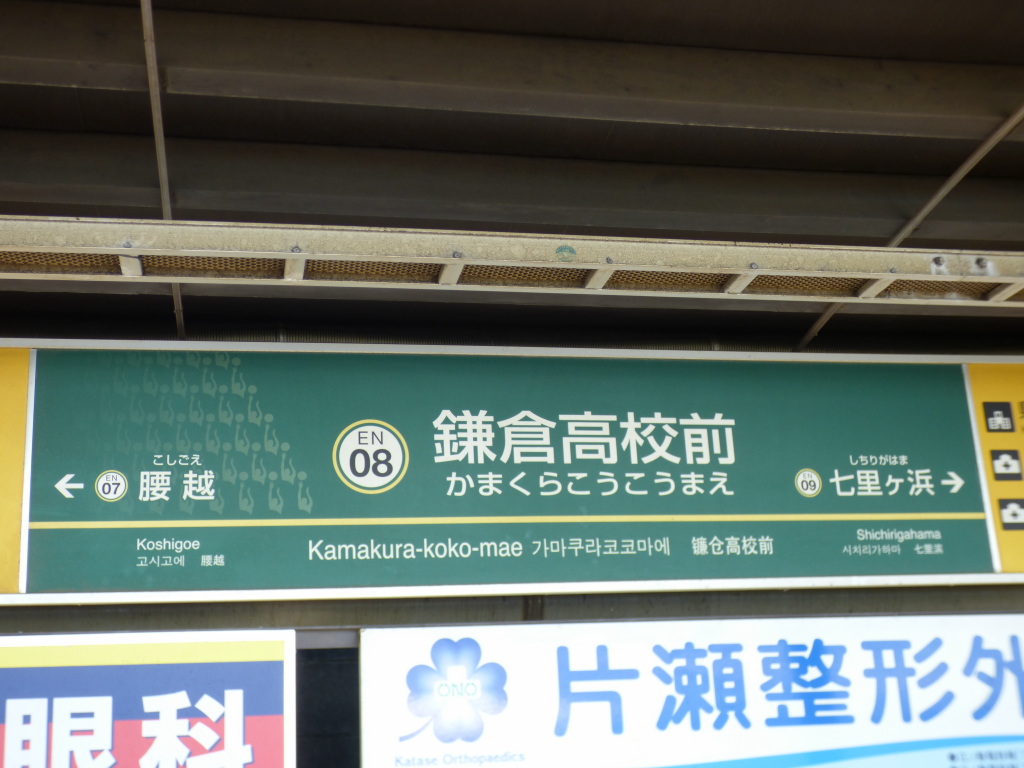 EN
08
鎌倉高校前
かまくらこうこうまえ
こしごえ
EN
07
腰越
しちりがはま
EN
09
七里ヶ浜
Koshigoe
고시고에 腰越
Kamakura-koko-mae 가마쿠라코코마에 镰仓高校前
Shichirigahama
시치리가하마 七里滨
眼科
ONO
Katase Orthopaedics
片瀬整形外